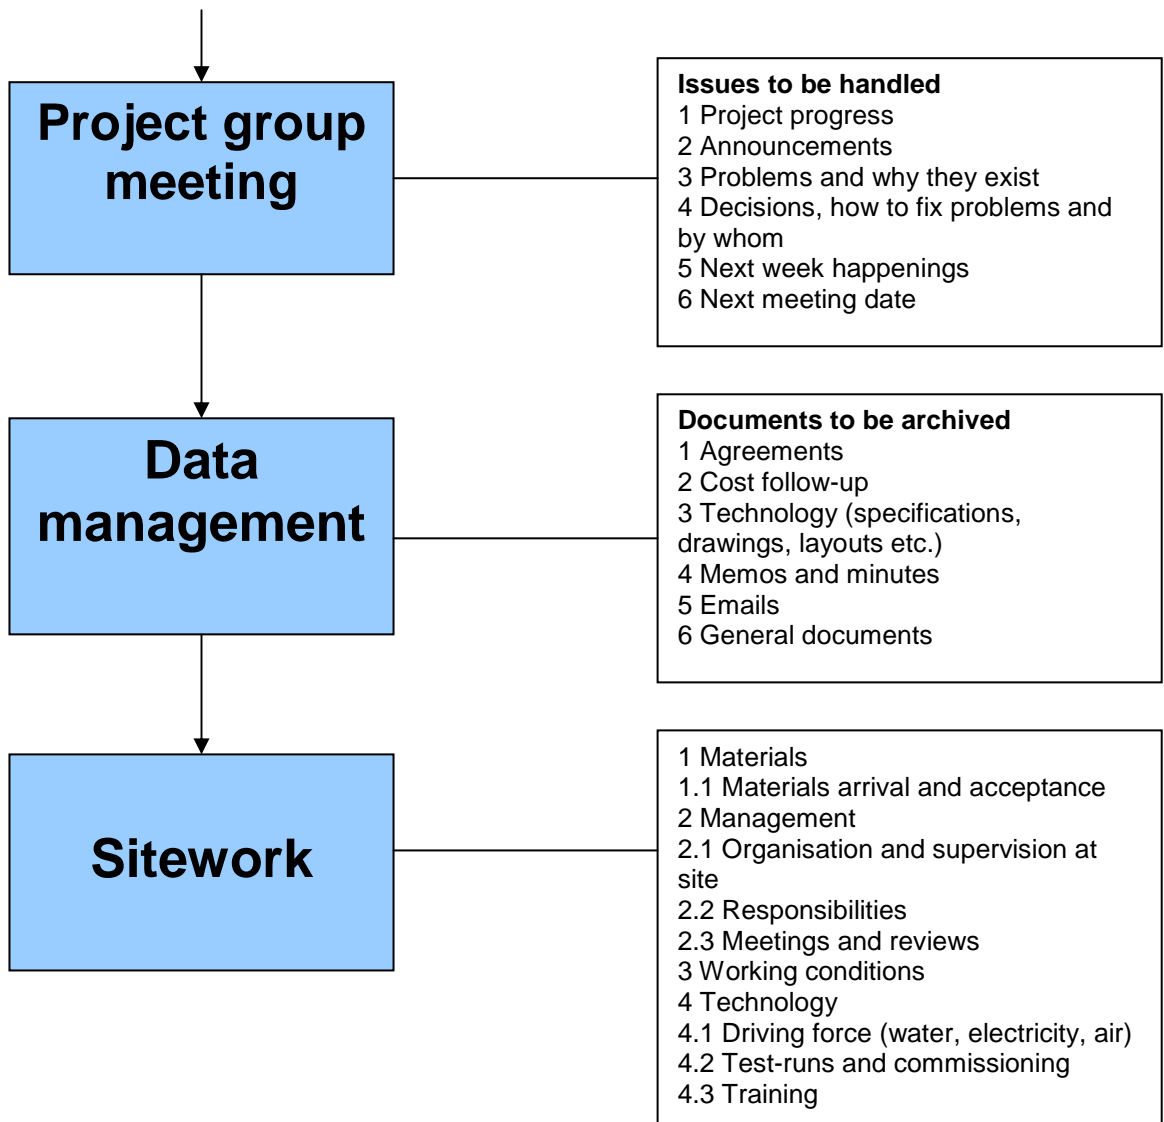 Project group
meeting
Issues to be handled
1 Project progress
2 Announcements
3 Problems and why they exist
4 Decisions, how to fix problems and
by whom
5 Next week happenings
6 Next meeting date
Data
management
Documents to be archived
1 Agreements
2 Cost follow-up
3 Technology (specifications,
drawings, layouts etc.)
4 Memos and minutes
5 Emails
6 General documents
Sitework
1 Materials
1.1 Materials arrival and acceptance
2 Management
2.1 Organisation and supervision at
site
2.2 Responsibilities
2.3 Meetings and reviews
3 Working conditions
4 Technology
4.1 Driving force (water, electricity, air)
4.2 Test-runs and commissioning
4.3 Training